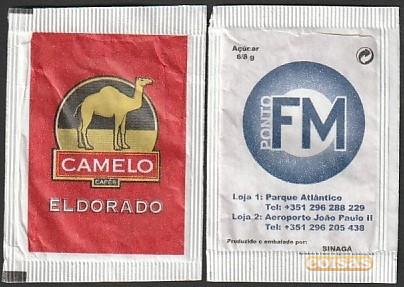 CAMELO
CAFÉS
ELDORADO
Açúcar
6/8 g
PONTO
FM
Loja 1: Parque Atlântico
Tel: +351 296 288 229
Loja 2: Aeroporto João Paulo II
Tel: +351 296 205 438
Produzido e embalado por:
SINAGA
coisas